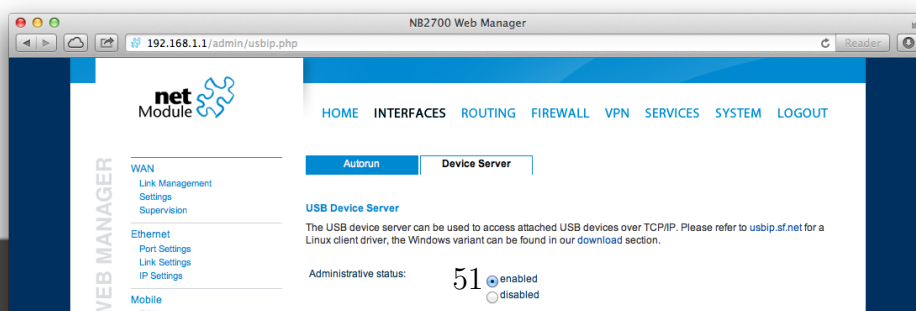 NB2700 Web Manager
192.168.1.1/admin/usbip.php
Reader
net
Module
HOME INTERFACES ROUTING FIREWALL VPN SERVICES SYSTEM LOGOUT
WEB MANAGER
WAN
Link Management
Settings
Supervision
Ethernet
Port Settings
Link Settings
IP Settings
Mobile
Autorun
Device Server
USB Device Server
The USB device server can be used to access attached USB devices over TCP/IP. Please refer to usbip.sf.net for a
Linux client driver, the Windows variant can be found in our download section.
Administrative status:
51
enabled
disabled